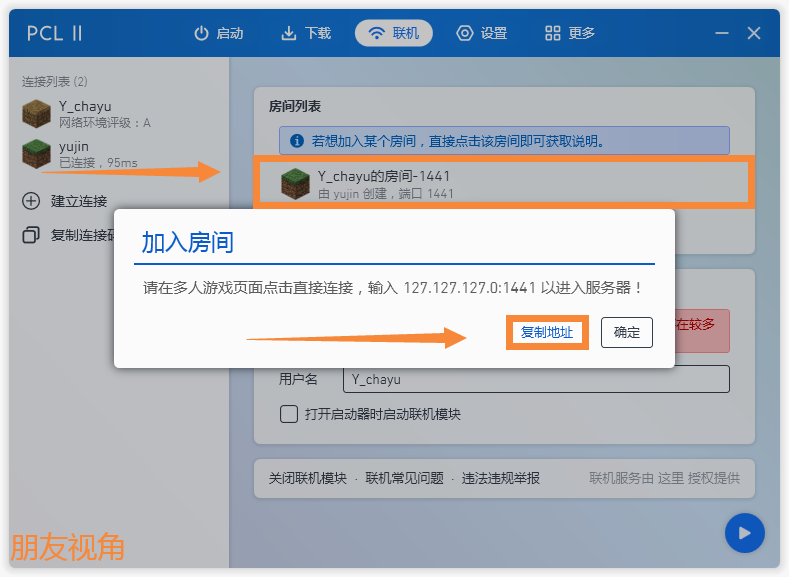 PCL II
启动
下载
联机
设置
更多
连接列表 (2)
Y_chayu
网络环境评级：A
yujin
已连接，95ms
建立连接
复制连接
房间列表
若想加入某个房间，直接点击该房间即可获取说明。
Y_chayu的房间-1441
由 yujin 创建，端口 1441
加入房间
请在多人游戏页面点击直接连接，输入 127.127.127.0:1441 以进入服务器！
复制地址
确定
在较多
用户名
Y_chayu
打开启动器时启动联机模块
关闭联机模块 · 联机常见问题 · 违法违规举报
联机服务由 这里 授权提供
朋友视角